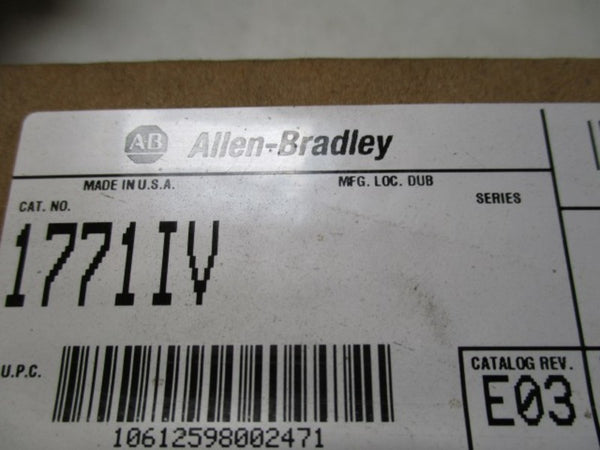 AB Allen-Bradley
MADE IN U.S.A. MFG. LOC. DUB
CAT. NO. SERIES
1771IV
U.P.C. CATALOG REV.
E03
10612598002471